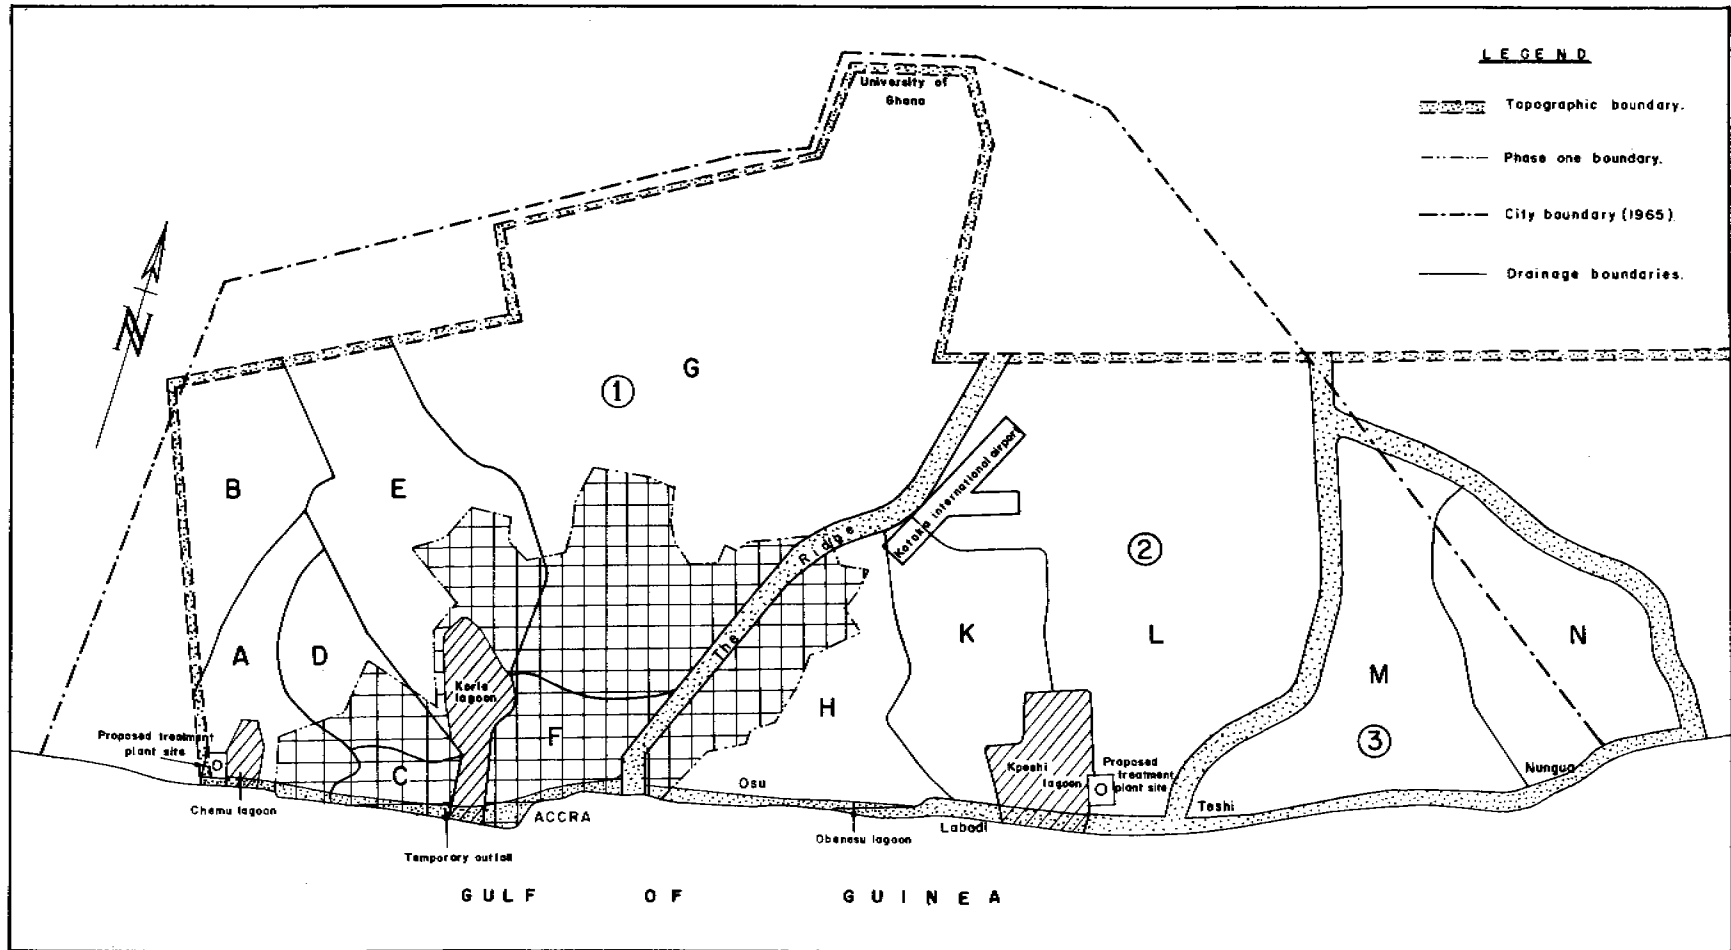 LEGEND
Topographic boundary.
Phase one boundary.
City boundary (1965).
Drainage boundaries.
University of
Ghana
N
G
1
B
E
Kotoka international airport
The Ridge
2
A
D
K
L
N
M
Korle
lagoon
H
F
3
Proposed treatment
plant site
C
Osu
Kpeshi
lagoon
Proposed
treatment
plant site
Nungua
Teshi
Chemu lagoon
ACCRA
Labadi
Obenesu lagoon
Temporary outfall
GULF OF GUINEA